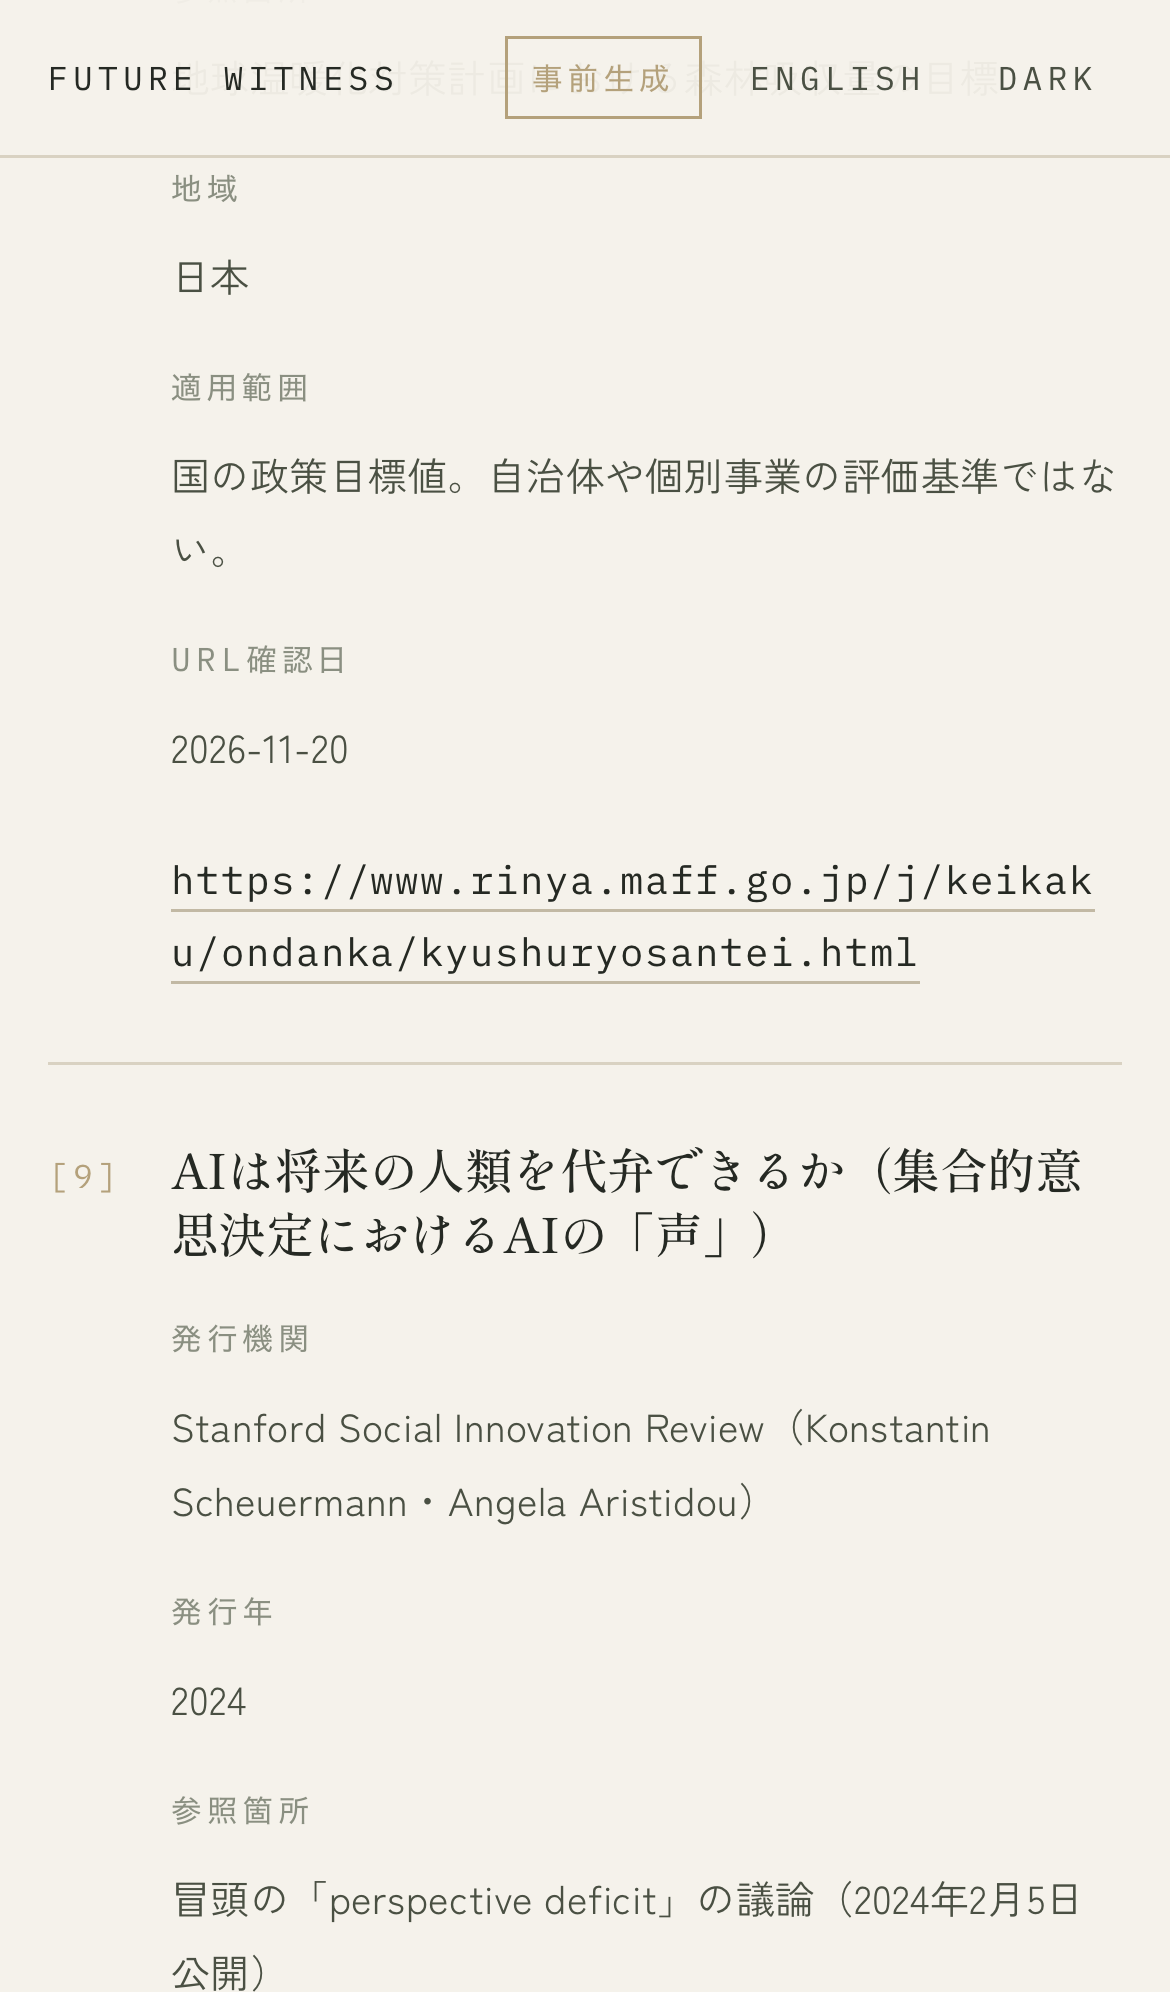 FUTURE WITNESS 事前生成 ENGLISH DARK
地域
日本
適用範囲
国の政策目標値。自治体や個別事業の評価基準ではな
い。
URL確認日
2026-11-20
https://www.rinya.maff.go.jp/j/keikak
u/ondanka/kyushuryosantei.html
[9] AIは将来の人類を代弁できるか（集合的意
思決定におけるAIの「声」）
発行機関
Stanford Social Innovation Review（Konstantin
Scheuermann・Angela Aristidou）
発行年
2024
参照箇所
冒頭の「perspective deficit」の議論（2024年2月5日
公開）